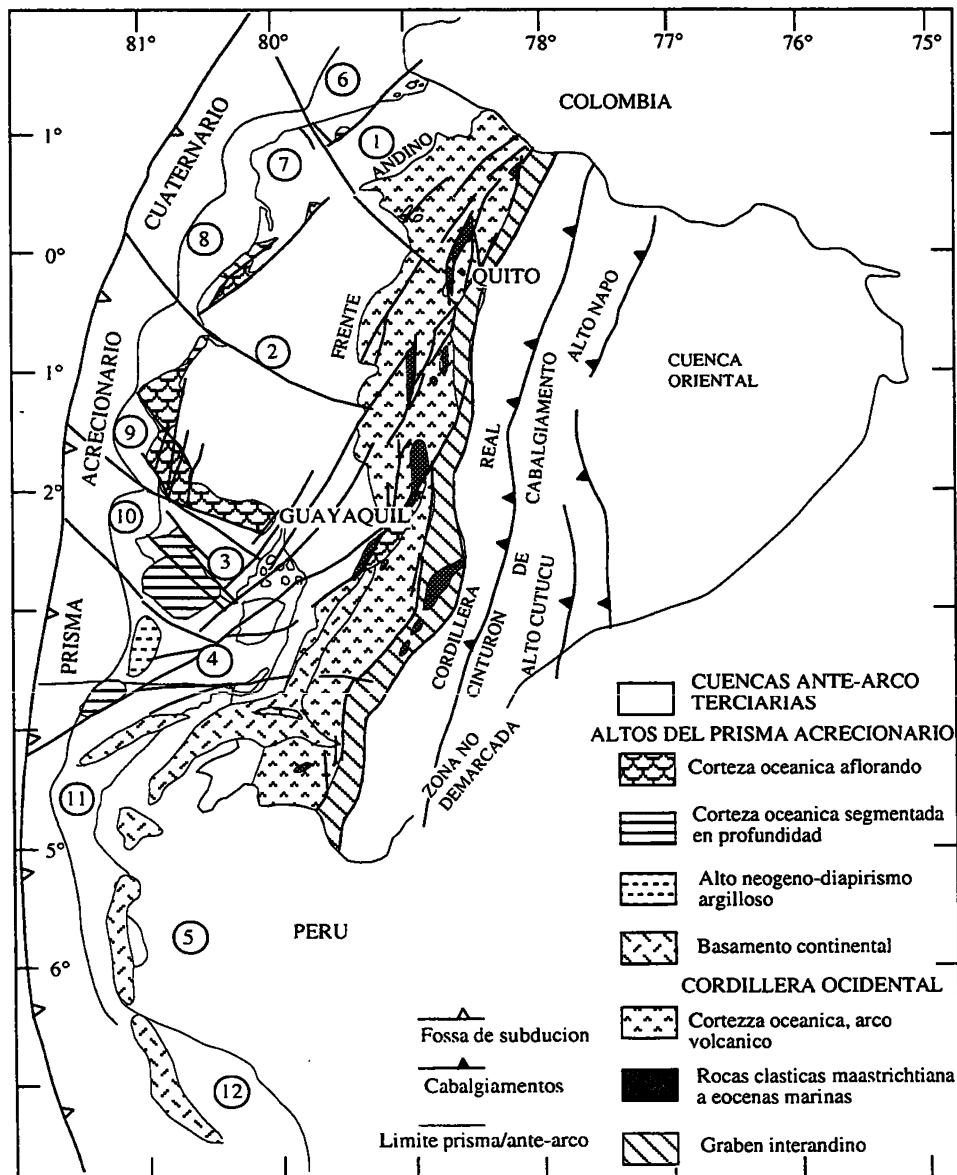 81°
80°
78°
77°
76°
75°
6
COLOMBIA
1°
1
CUATERNARIO
7
ANDINO
8
0°
QUITO
ALTO NAPO
FRENTE
2
1°
CUENCA
ORIENTAL
ACRECIONARIO
9
REAL
CABALGIAMENTO
2°
10
GUAYAQUIL
3
DE
PRISMA
4
CORDILLERA
CINTURON
ALTO CUTUCU
ZONA NO
DEMARCADA
11
5°
PERU
5
6°
12
CUENCAS ANTE-ARCO
TERCIARIAS
ALTOS DEL PRISMA ACRECIONARIO
Corteza oceanica aflorando
Corteza oceanica segmentada
en profundidad
Alto neogeno-diapirismo
argilloso
Basamento continental
CORDILLERA OCIDENTAL
Cortezza oceanica, arco
volcanico
Rocas clasticas maastrichtiana
a eocenas marinas
Graben interandino
Fossa de subducion
Cabalgiamentos
Limite prisma/ante-arco